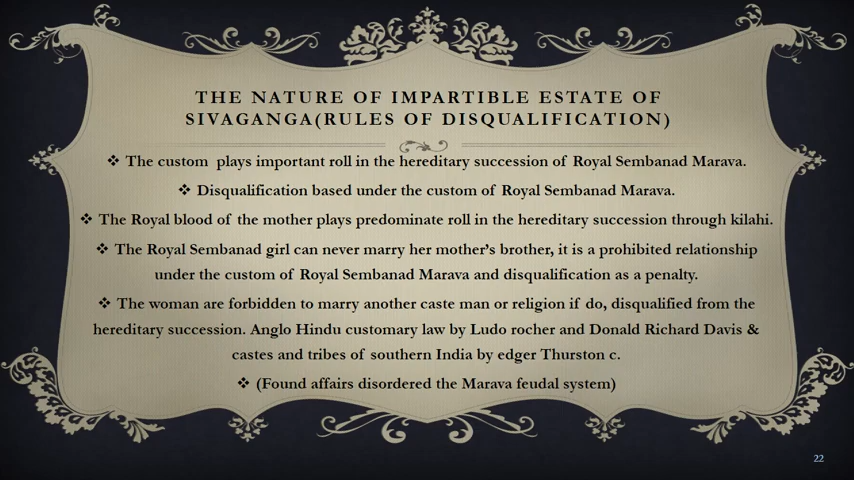 THE NATURE OF IMPARTIBLE ESTATE OF
SIVAGANGA(RULES OF DISQUALIFICATION)
❖ The custom plays important roll in the hereditary succession of Royal Sembanad Marava.
❖ Disqualification based under the custom of Royal Sembanad Marava.
❖ The Royal blood of the mother plays predominate roll in the hereditary succession through kilahi.
❖ The Royal Sembanad girl can never marry her mother's brother, it is a prohibited relationship
under the custom of Royal Sembanad Marava and disqualification as a penalty.
❖ The woman are forbidden to marry another caste man or religion if do, disqualified from the
hereditary succession. Anglo Hindu customary law by Ludo rocher and Donald Richard Davis &
castes and tribes of southern India by edger Thurston c.
❖ (Found affairs disordered the Marava feudal system)
22